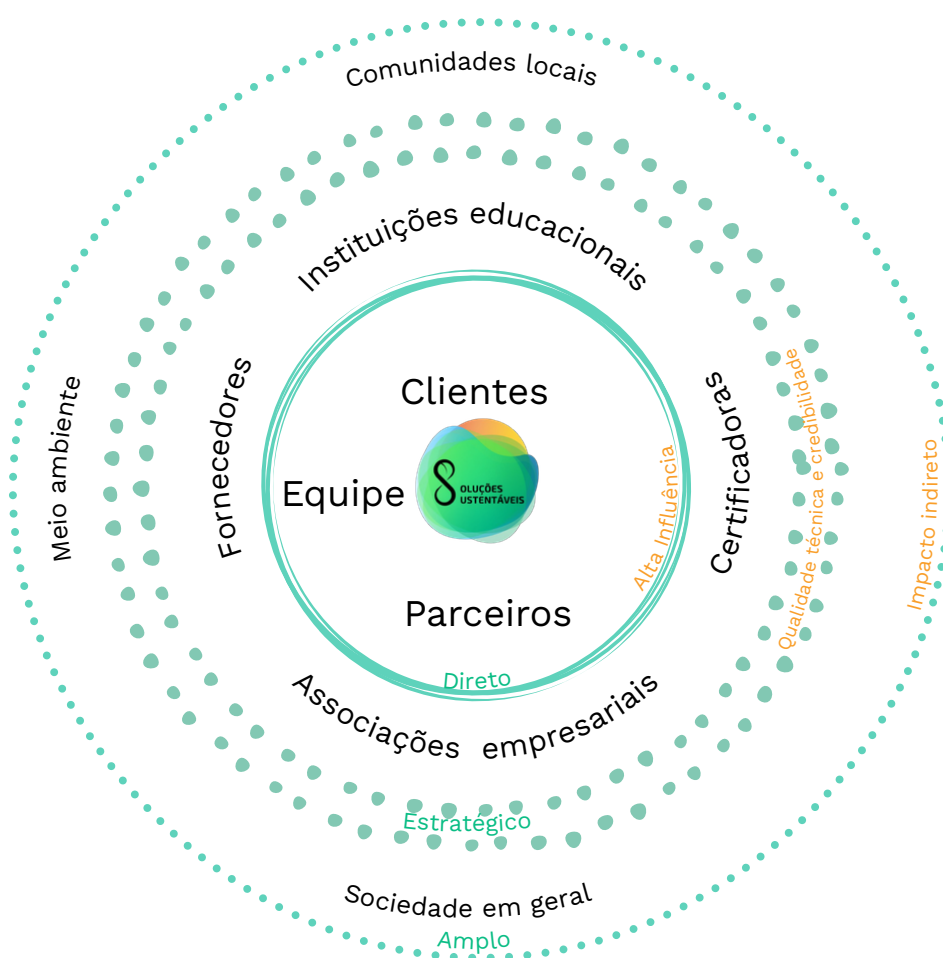 Comunidades locais
Instituições educacionais
Clientes
Meio ambiente
Fornecedores
Equipe
SOLUÇÕES
SUSTENTÁVEIS
Alta Influência
Certificadoras
Qualidade técnica e credibilidade
Impacto indireto
Parceiros
Direto
Associações empresariais
Estratégico
Sociedade em geral
Amplo